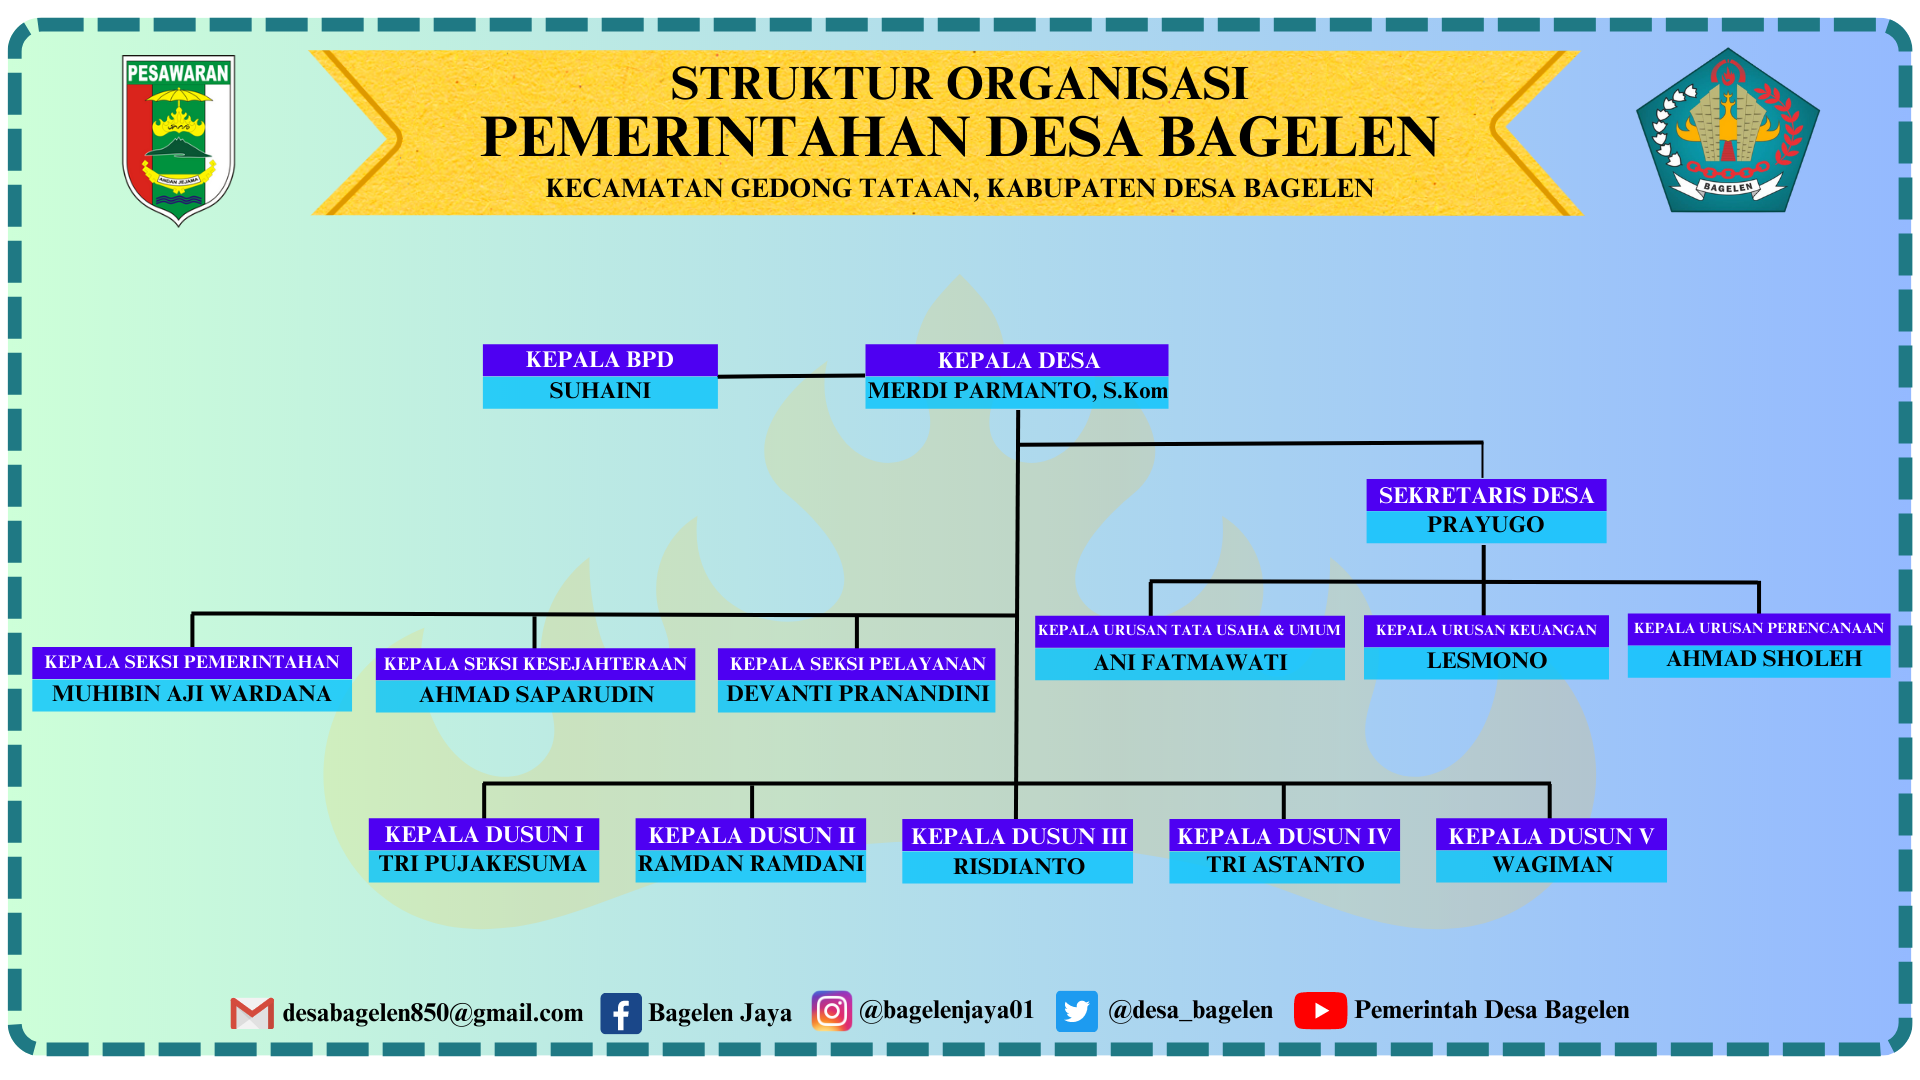 PESAWARAN
ANDAN JEJAMA
STRUKTUR ORGANISASI
PEMERINTAHAN DESA BAGELEN
KECAMATAN GEDONG TATAAN, KABUPATEN DESA BAGELEN
BAGELEN
KEPALA BPD
SUHAINI
KEPALA DESA
MERDI PARMANTO, S.Kom
SEKRETARIS DESA
PRAYUGO
KEPALA URUSAN TATA USAHA & UMUM
ANI FATMAWATI
KEPALA URUSAN KEUANGAN
LESMONO
KEPALA URUSAN PERENCANAAN
AHMAD SHOLEH
KEPALA SEKSI PEMERINTAHAN
MUHIBIN AJI WARDANA
KEPALA SEKSI KESEJAHTERAAN
AHMAD SAPARUDIN
KEPALA SEKSI PELAYANAN
DEVANTI PRANANDINI
KEPALA DUSUN I
TRI PUJAKESUMA
KEPALA DUSUN II
RAMDAN RAMDANI
KEPALA DUSUN III
RISDIANTO
KEPALA DUSUN IV
TRI ASTANTO
KEPALA DUSUN V
WAGIMAN
desabagelen850@gmail.com
Bagelen Jaya
@bagelenjaya01
@desa_bagelen
Pemerintah Desa Bagelen